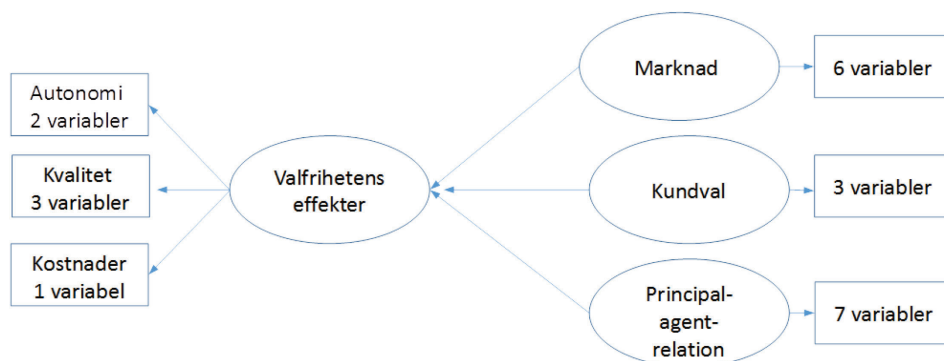 Autonomi
2 variabler
Kvalitet
3 variabler
Kostnader
1 variabel
Valfrihetens
effekter
Marknad
6 variabler
Kundval
3 variabler
Principal-
agent-
relation
7 variabler